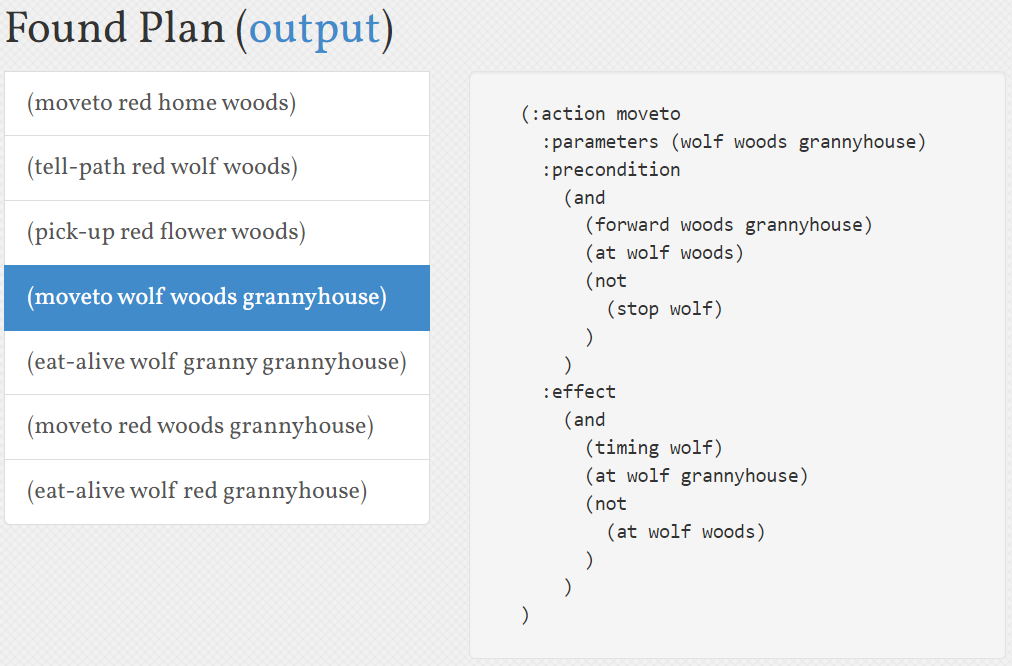 Found Plan (output)
(moveto red home woods)
(tell-path red wolf woods)
(pick-up red flower woods)
(moveto wolf woods grannyhouse)
(eat-alive wolf granny grannyhouse)
(moveto red woods grannyhouse)
(eat-alive wolf red grannyhouse)
(:action moveto
  :parameters (wolf woods grannyhouse)
  :precondition
    (and
      (forward woods grannyhouse)
      (at wolf woods)
      (not
        (stop wolf)
      )
    )
  :effect
    (and
      (timing wolf)
      (at wolf grannyhouse)
      (not
        (at wolf woods)
      )
    )
)